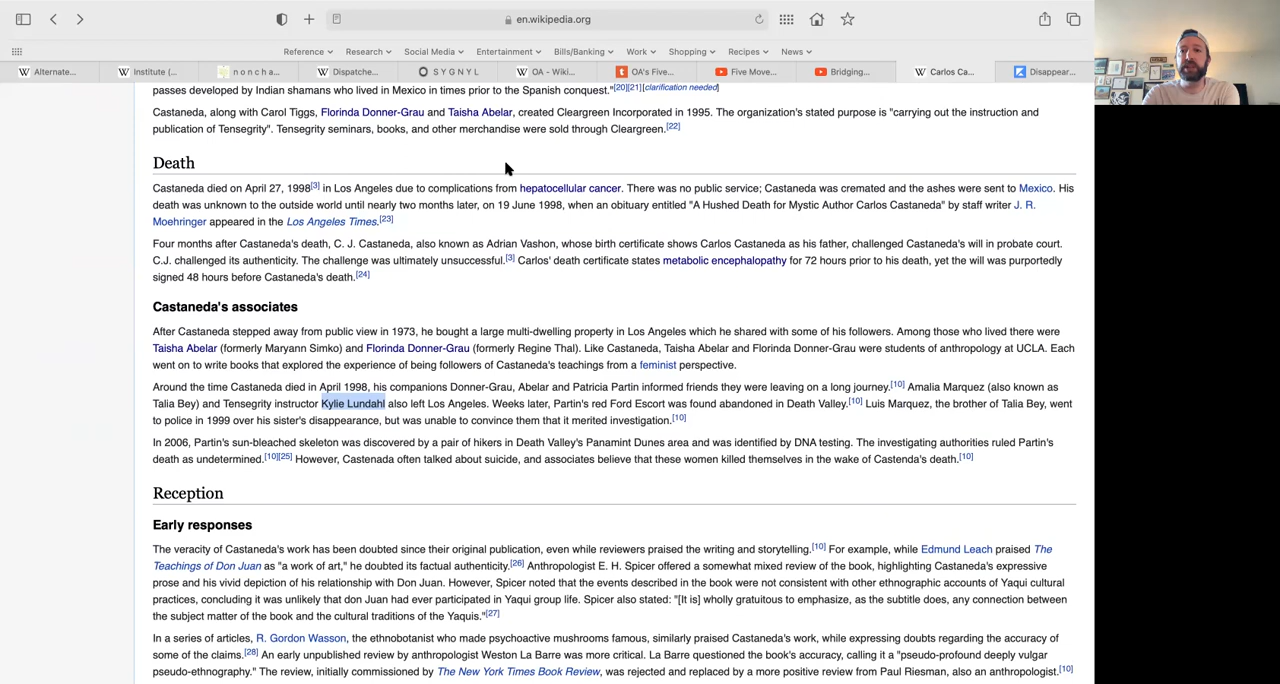 en.wikipedia.org
Reference
Research
Social Media
Entertainment
Bills/Banking
Work
Shopping
Recipes
News
Alternate...
Institute (...
n o n c h a...
Dispatche...
S Y G N Y L
OA - Wiki...
OA's Five...
Five Move...
Bridging...
Carlos Ca...
Disappear...
passes developed by Indian shamans who lived in Mexico in times prior to the Spanish conquest."[20][21][clarification needed]
Castaneda, along with Carol Tiggs, Florinda Donner-Grau and Taisha Abelar, created Cleargreen Incorporated in 1995. The organization's stated purpose is "carrying out the instruction and
publication of Tensegrity". Tensegrity seminars, books, and other merchandise were sold through Cleargreen.[22]
Death
Castaneda died on April 27, 1998[3] in Los Angeles due to complications from hepatocellular cancer. There was no public service; Castaneda was cremated and the ashes were sent to Mexico. His
death was unknown to the outside world until nearly two months later, on 19 June 1998, when an obituary entitled "A Hushed Death for Mystic Author Carlos Castaneda" by staff writer J. R.
Moehringer appeared in the Los Angeles Times.[23]
Four months after Castaneda's death, C. J. Castaneda, also known as Adrian Vashon, whose birth certificate shows Carlos Castaneda as his father, challenged Castaneda's will in probate court.
C.J. challenged its authenticity. The challenge was ultimately unsuccessful.[3] Carlos' death certificate states metabolic encephalopathy for 72 hours prior to his death, yet the will was purportedly
signed 48 hours before Castaneda's death.[24]
Castaneda's associates
After Castaneda stepped away from public view in 1973, he bought a large multi-dwelling property in Los Angeles which he shared with some of his followers. Among those who lived there were
Taisha Abelar (formerly Maryann Simko) and Florinda Donner-Grau (formerly Regine Thal). Like Castaneda, Taisha Abelar and Florinda Donner-Grau were students of anthropology at UCLA. Each
went on to write books that explored the experience of being followers of Castaneda's teachings from a feminist perspective.
Around the time Castaneda died in April 1998, his companions Donner-Grau, Abelar and Patricia Partin informed friends they were leaving on a long journey.[10] Amalia Marquez (also known as
Talia Bey) and Tensegrity instructor Kylie Lundahl also left Los Angeles. Weeks later, Partin's red Ford Escort was found abandoned in Death Valley.[10] Luis Marquez, the brother of Talia Bey, went
to police in 1999 over his sister's disappearance, but was unable to convince them that it merited investigation.[10]
In 2006, Partin's sun-bleached skeleton was discovered by a pair of hikers in Death Valley's Panamint Dunes area and was identified by DNA testing. The investigating authorities ruled Partin's
death as undetermined.[10][25] However, Castenada often talked about suicide, and associates believe that these women killed themselves in the wake of Castenda's death.[10]
Reception
Early responses
The veracity of Castaneda's work has been doubted since their original publication, even while reviewers praised the writing and storytelling.[10] For example, while Edmund Leach praised The
Teachings of Don Juan as "a work of art," he doubted its factual authenticity.[26] Anthropologist E. H. Spicer offered a somewhat mixed review of the book, highlighting Castaneda's expressive
prose and his vivid depiction of his relationship with Don Juan. However, Spicer noted that the events described in the book were not consistent with other ethnographic accounts of Yaqui cultural
practices, concluding it was unlikely that don Juan had ever participated in Yaqui group life. Spicer also stated: "[It is] wholly gratuitous to emphasize, as the subtitle does, any connection between
the subject matter of the book and the cultural traditions of the Yaquis."[27]
In a series of articles, R. Gordon Wasson, the ethnobotanist who made psychoactive mushrooms famous, similarly praised Castaneda's work, while expressing doubts regarding the accuracy of
some of the claims.[28] An early unpublished review by anthropologist Weston La Barre was more critical. La Barre questioned the book's accuracy, calling it a "pseudo-profound deeply vulgar
pseudo-ethnography." The review, initially commissioned by The New York Times Book Review, was rejected and replaced by a more positive review from Paul Riesman, also an anthropologist.[10]